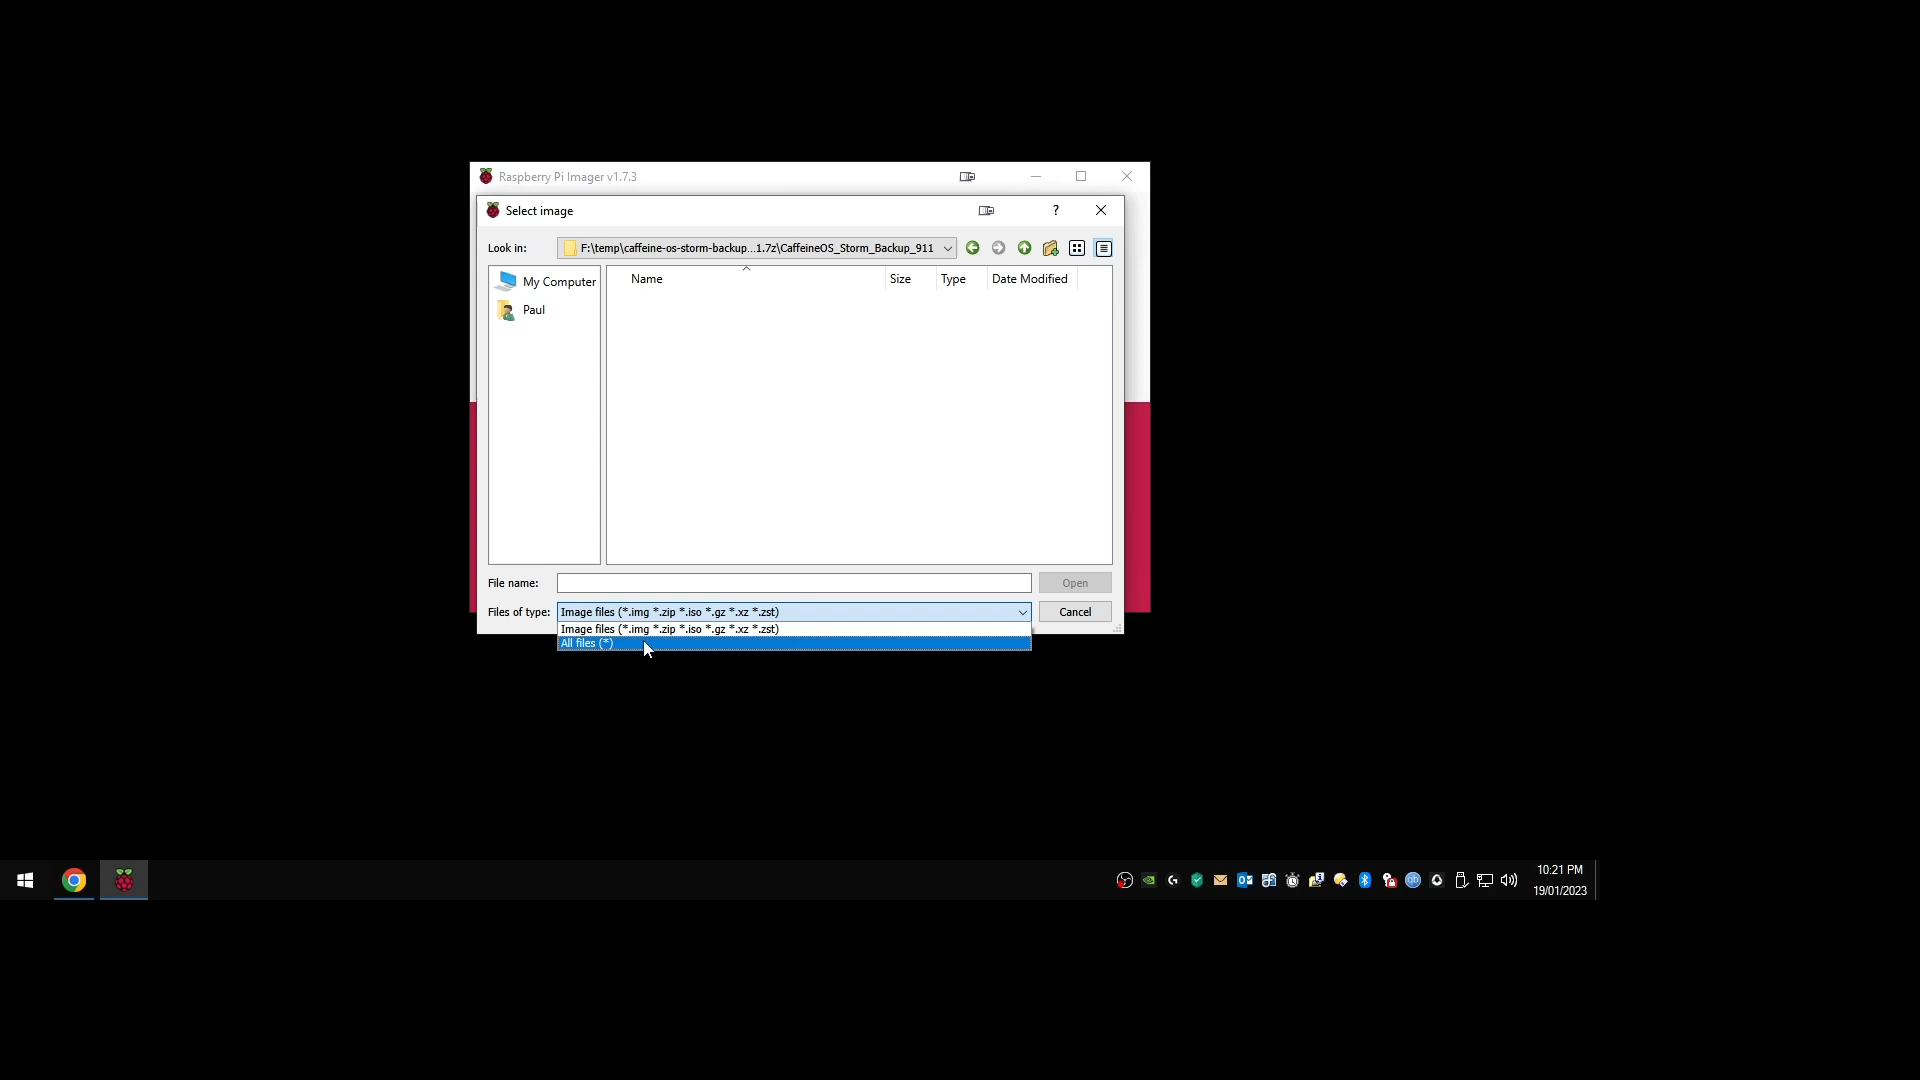 Raspberry Pi Imager v1.7.3
Select image
?
Look in:
F:\temp\caffeine-os-storm-backup...1.7z\CaffeineOS_Storm_Backup_911
My Computer
Paul
Name
Size
Type
Date Modified
File name:
Open
Files of type:
Image files (*.img *.zip *.iso *.gz *.xz *.zst)
Cancel
Image files (*.img *.zip *.iso *.gz *.xz *.zst)
All files (*)
10:21 PM
19/01/2023